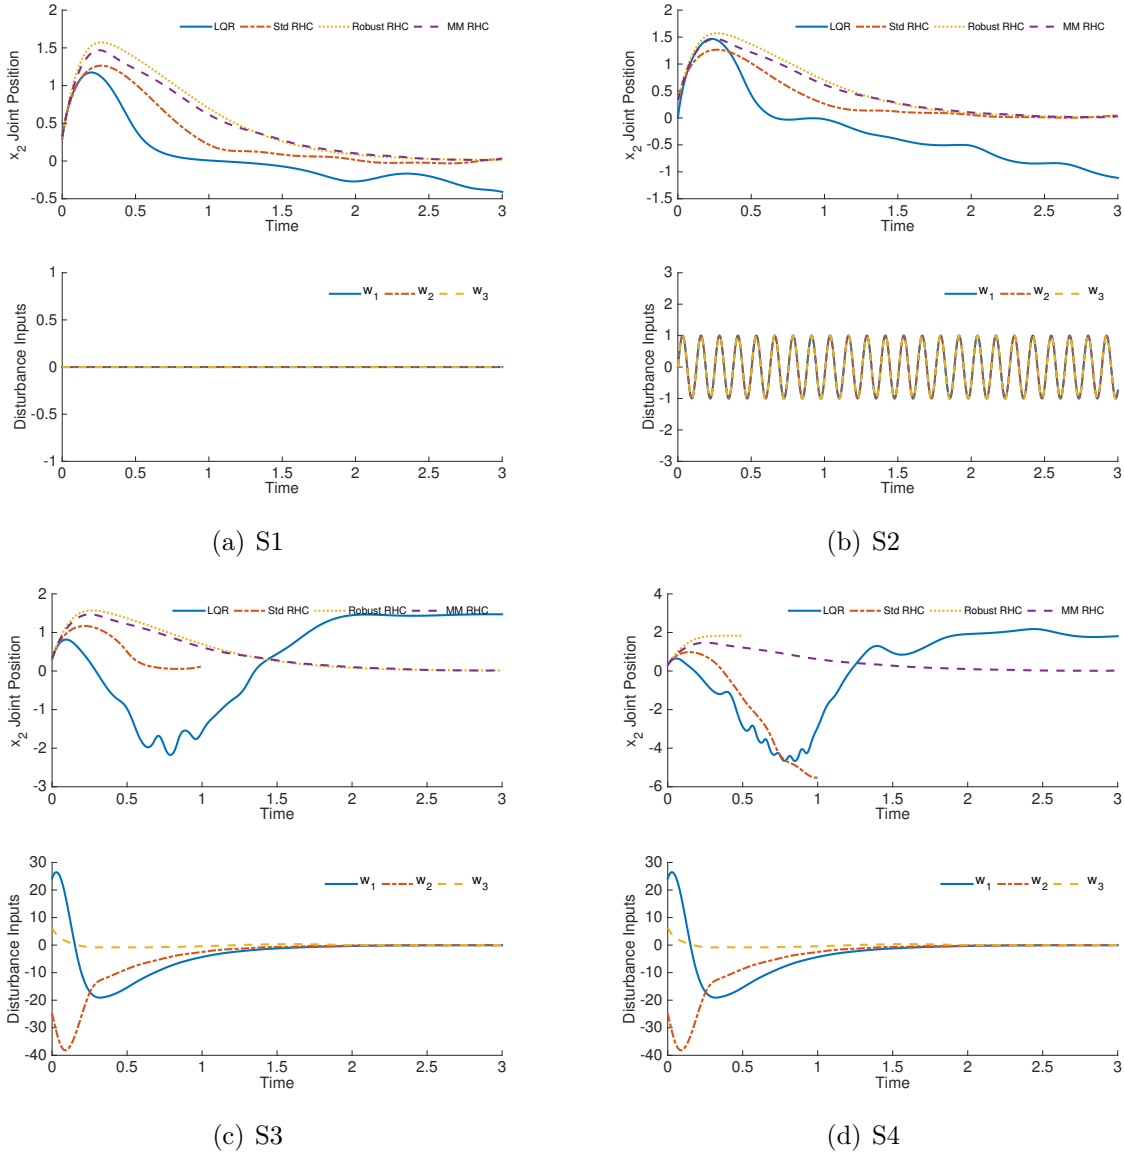 LQR Std RHC Robust RHC MM RHC
x2 Joint Position
2
1.5
1
0.5
0
-0.5
0 0.5 1 1.5 2 2.5 3
Time
w1 w2 w3
Disturbance Inputs
1
0.5
0
-0.5
-1
0 0.5 1 1.5 2 2.5 3
Time
(a) S1
LQR Std RHC Robust RHC MM RHC
x2 Joint Position
2
1.5
1
0.5
0
-0.5
-1
-1.5
0 0.5 1 1.5 2 2.5 3
Time
w1 w2 w3
Disturbance Inputs
3
2
1
0
-1
-2
-3
0 0.5 1 1.5 2 2.5 3
Time
(b) S2
LQR Std RHC Robust RHC MM RHC
x2 Joint Position
2
1
0
-1
-2
-3
0 0.5 1 1.5 2 2.5 3
Time
w1 w2 w3
Disturbance Inputs
30
20
10
0
-10
-20
-30
-40
0 0.5 1 1.5 2 2.5 3
Time
(c) S3
LQR Std RHC Robust RHC MM RHC
x2 Joint Position
4
2
0
-2
-4
-6
0 0.5 1 1.5 2 2.5 3
Time
w1 w2 w3
Disturbance Inputs
30
20
10
0
-10
-20
-30
-40
0 0.5 1 1.5 2 2.5 3
Time
(d) S4